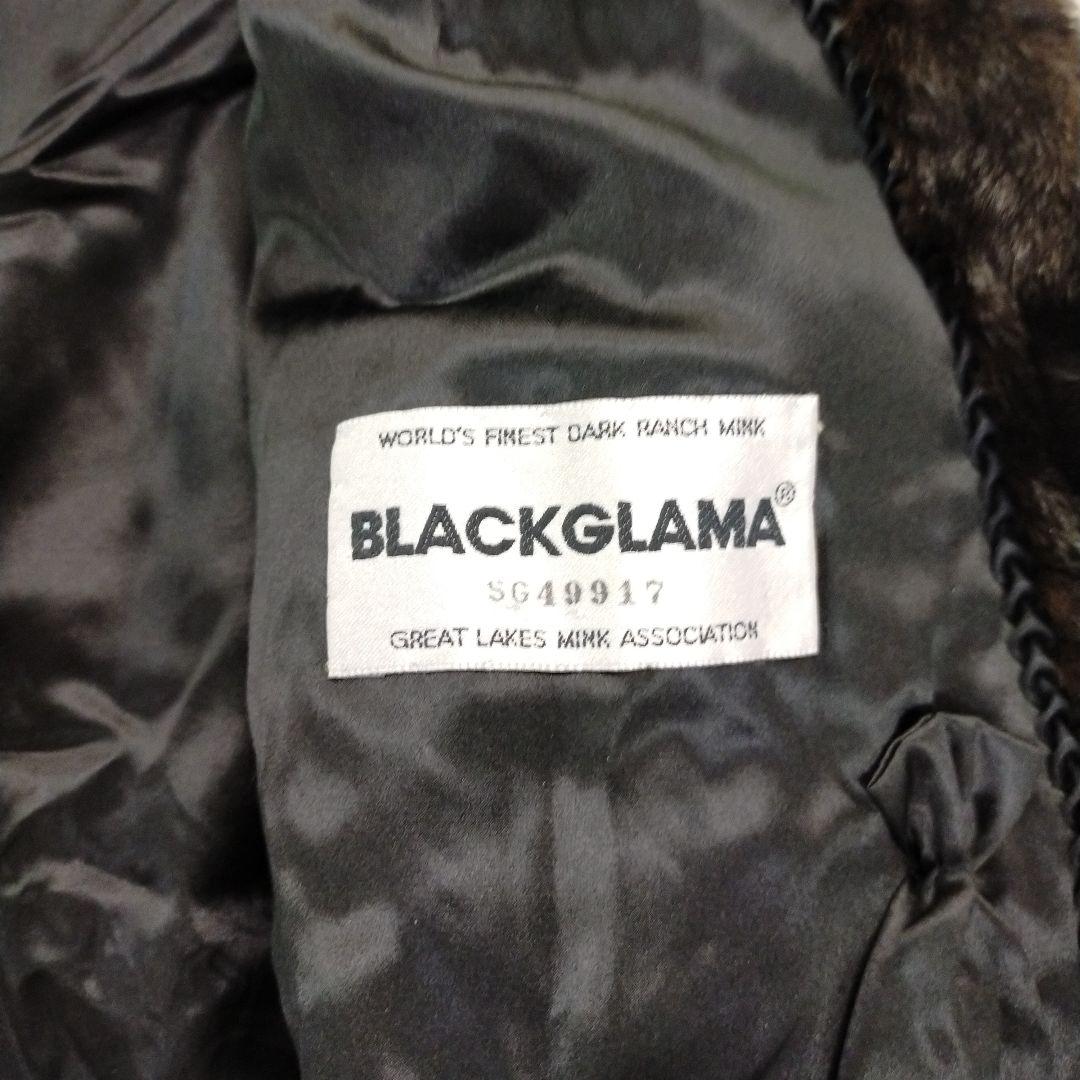 WORLD'S FINEST DARK RANCH MINK
BLACKGLAMA®
SG49917
GREAT LAKES MINK ASSOCIATION